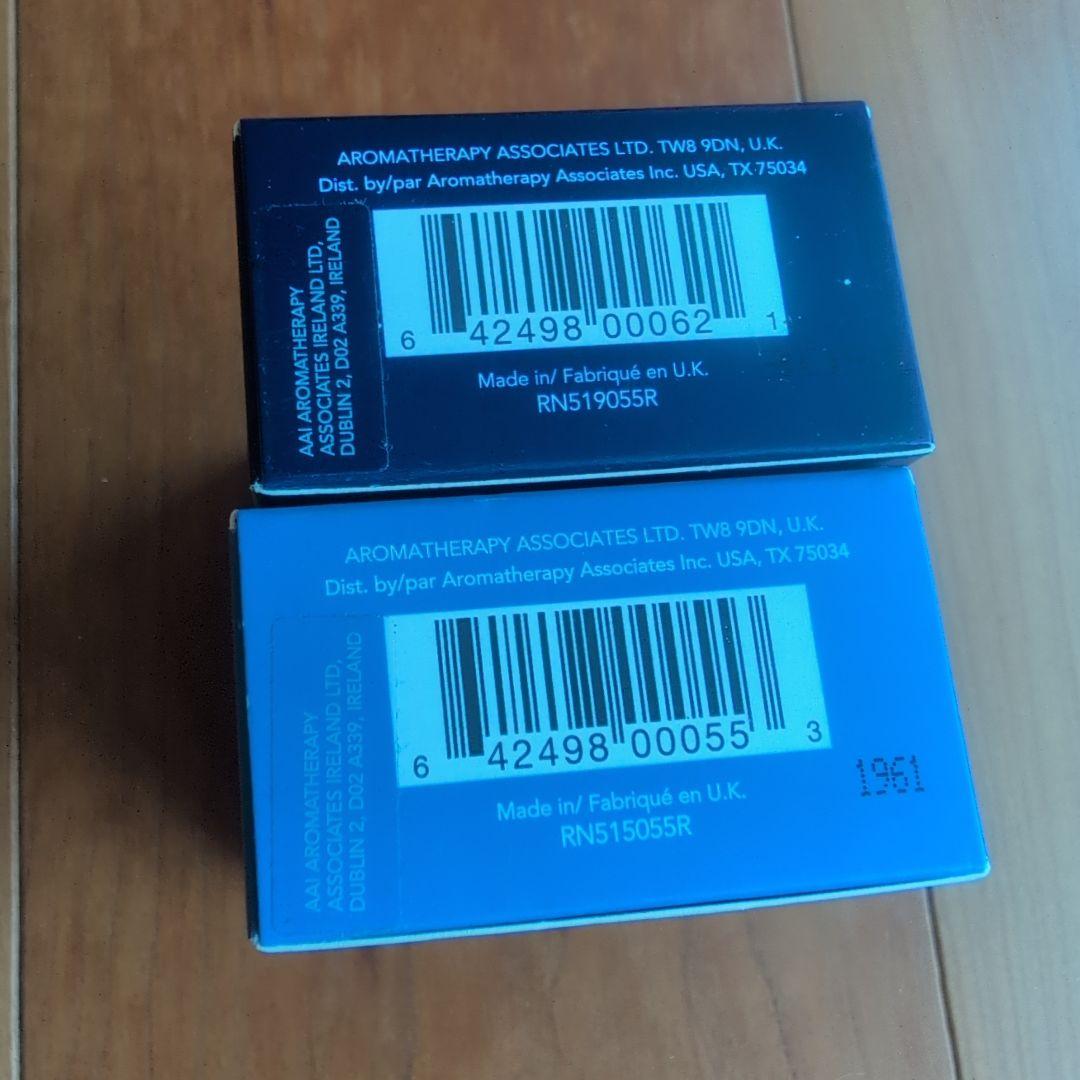 AROMATHERAPY ASSOCIATES LTD. TW8 9DN, U.K.
Dist. by/par Aromatherapy Associates Inc. USA, TX 75034
AAI AROMATHERAPY
ASSOCIATES IRELAND LTD,
DUBLIN 2, D02 A339, IRELAND
6 42498 00062 1
Made in/ Fabriqué en U.K.
RN519055R
AROMATHERAPY ASSOCIATES LTD. TW8 9DN, U.K.
Dist. by/par Aromatherapy Associates Inc. USA, TX 75034
AAI AROMATHERAPY
ASSOCIATES IRELAND LTD,
DUBLIN 2, D02 A339, IRELAND
6 42498 00055 3
1961
Made in/ Fabriqué en U.K.
RN515055R